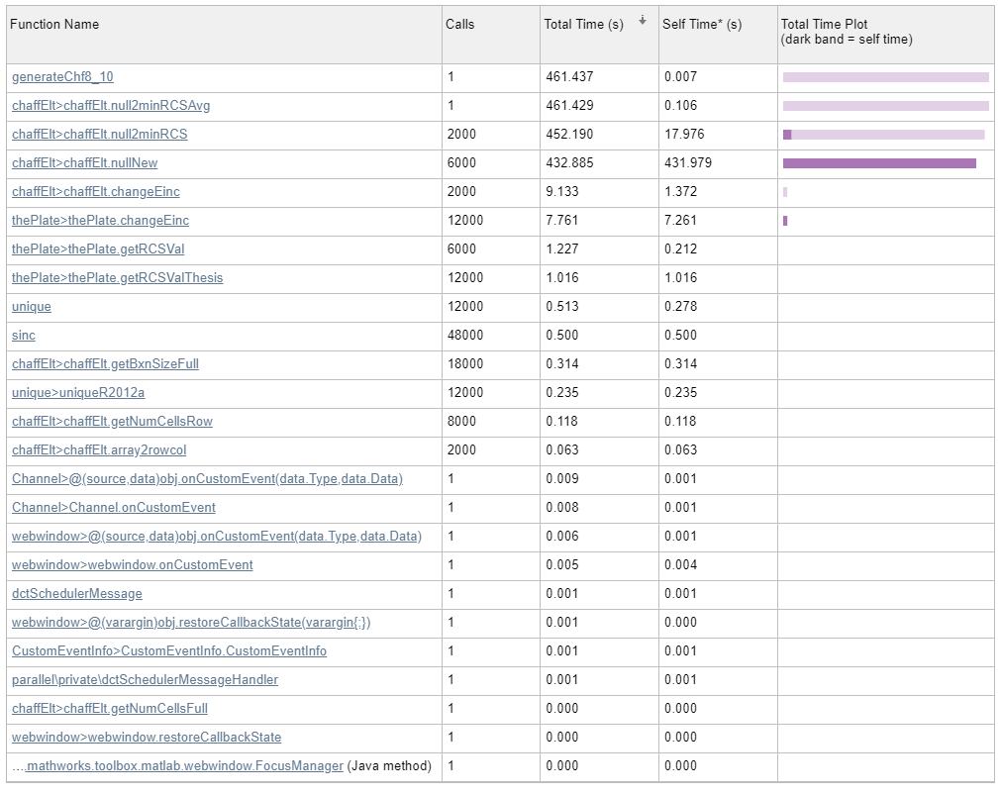 Function Name Calls Total Time (s) Self Time* (s) Total Time Plot
(dark band = self time)
generateChf8_10 1 461.437 0.007
chaffElt>chaffElt.null2minRCSAvg 1 461.429 0.106
chaffElt>chaffElt.null2minRCS 2000 452.190 17.976
chaffElt>chaffElt.nullNew 6000 432.885 431.979
chaffElt>chaffElt.changeEinc 2000 9.133 1.372
thePlate>thePlate.changeEinc 12000 7.761 7.261
thePlate>thePlate.getRCSVal 6000 1.227 0.212
thePlate>thePlate.getRCSValThesis 12000 1.016 1.016
unique 12000 0.513 0.278
sinc 48000 0.500 0.500
chaffElt>chaffElt.getBxnSizeFull 18000 0.314 0.314
unique>uniqueR2012a 12000 0.235 0.235
chaffElt>chaffElt.getNumCellsRow 8000 0.118 0.118
chaffElt>chaffElt.array2rowcol 2000 0.063 0.063
Channel>@(source,data)obj.onCustomEvent(data.Type,data.Data) 1 0.009 0.001
Channel>Channel.onCustomEvent 1 0.008 0.001
webwindow>@(source,data)obj.onCustomEvent(data.Type,data.Data) 1 0.006 0.001
webwindow>webwindow.onCustomEvent 1 0.005 0.004
dctSchedulerMessage 1 0.001 0.001
webwindow>@(varargin)obj.restoreCallbackState(varargin{:}) 1 0.001 0.000
CustomEventInfo>CustomEventInfo.CustomEventInfo 1 0.001 0.001
parallel\private\dctSchedulerMessageHandler 1 0.001 0.001
chaffElt>chaffElt.getNumCellsFull 1 0.000 0.000
webwindow>webwindow.restoreCallbackState 1 0.000 0.000
....mathworks.toolbox.matlab.webwindow.FocusManager (Java method) 1 0.000 0.000